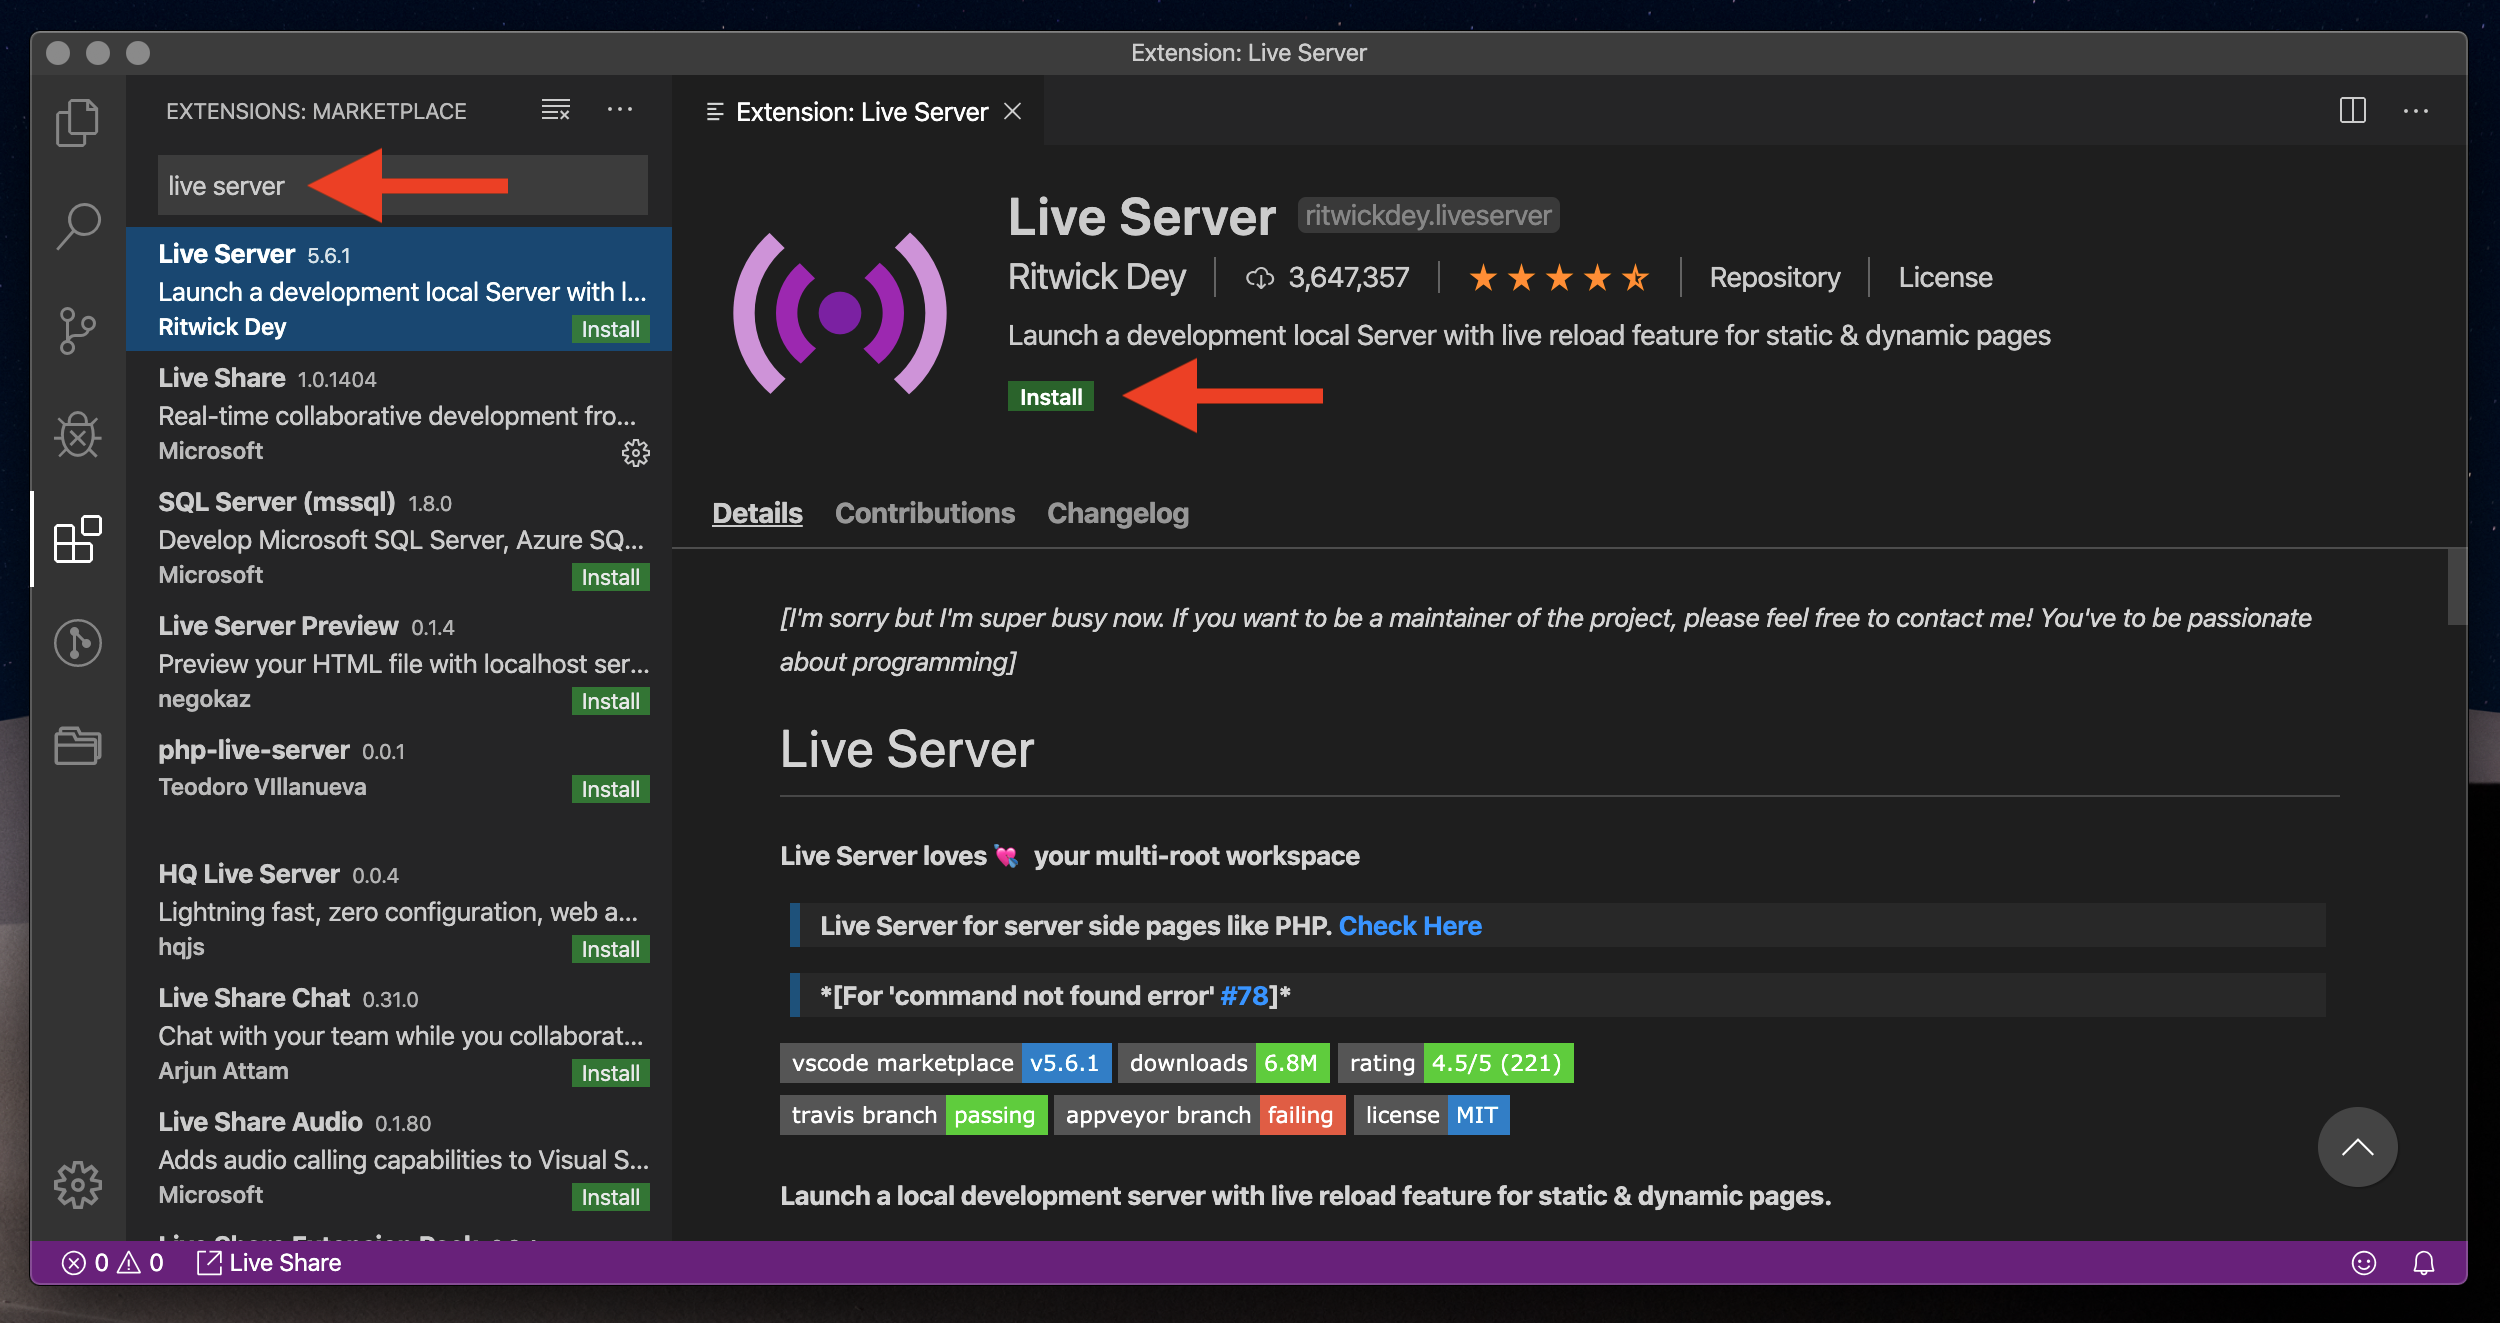 Extension: Live Server
EXTENSIONS: MARKETPLACE
live server
Live Server 5.6.1
Launch a development local Server with l...
Ritwick Dey
Install
Live Share 1.0.1404
Real-time collaborative development fro...
Microsoft
SQL Server (mssql) 1.8.0
Develop Microsoft SQL Server, Azure SQ...
Microsoft
Install
Live Server Preview 0.1.4
Preview your HTML file with localhost ser...
negokaz
Install
php-live-server 0.0.1
Teodoro VIllanueva
Install
HQ Live Server 0.0.4
Lightning fast, zero configuration, web a...
hqjs
Install
Live Share Chat 0.31.0
Chat with your team while you collaborat...
Arjun Attam
Install
Live Share Audio 0.1.80
Adds audio calling capabilities to Visual S...
Microsoft
Install
Live Share Extension Pack
Extension: Live Server
Live Server ritwickdey.liveserver
Ritwick Dey 3,647,357 Repository License
Launch a development local Server with live reload feature for static & dynamic pages
Install
Details Contributions Changelog
[I'm sorry but I'm super busy now. If you want to be a maintainer of the project, please feel free to contact me! You've to be passionate
about programming]
Live Server
Live Server loves 💘 your multi-root workspace
Live Server for server side pages like PHP. Check Here
*[For 'command not found error' #78]*
vscode marketplace v5.6.1 downloads 6.8M rating 4.5/5 (221)
travis branch passing appveyor branch failing license MIT
Launch a local development server with live reload feature for static & dynamic pages.
0 0 Live Share